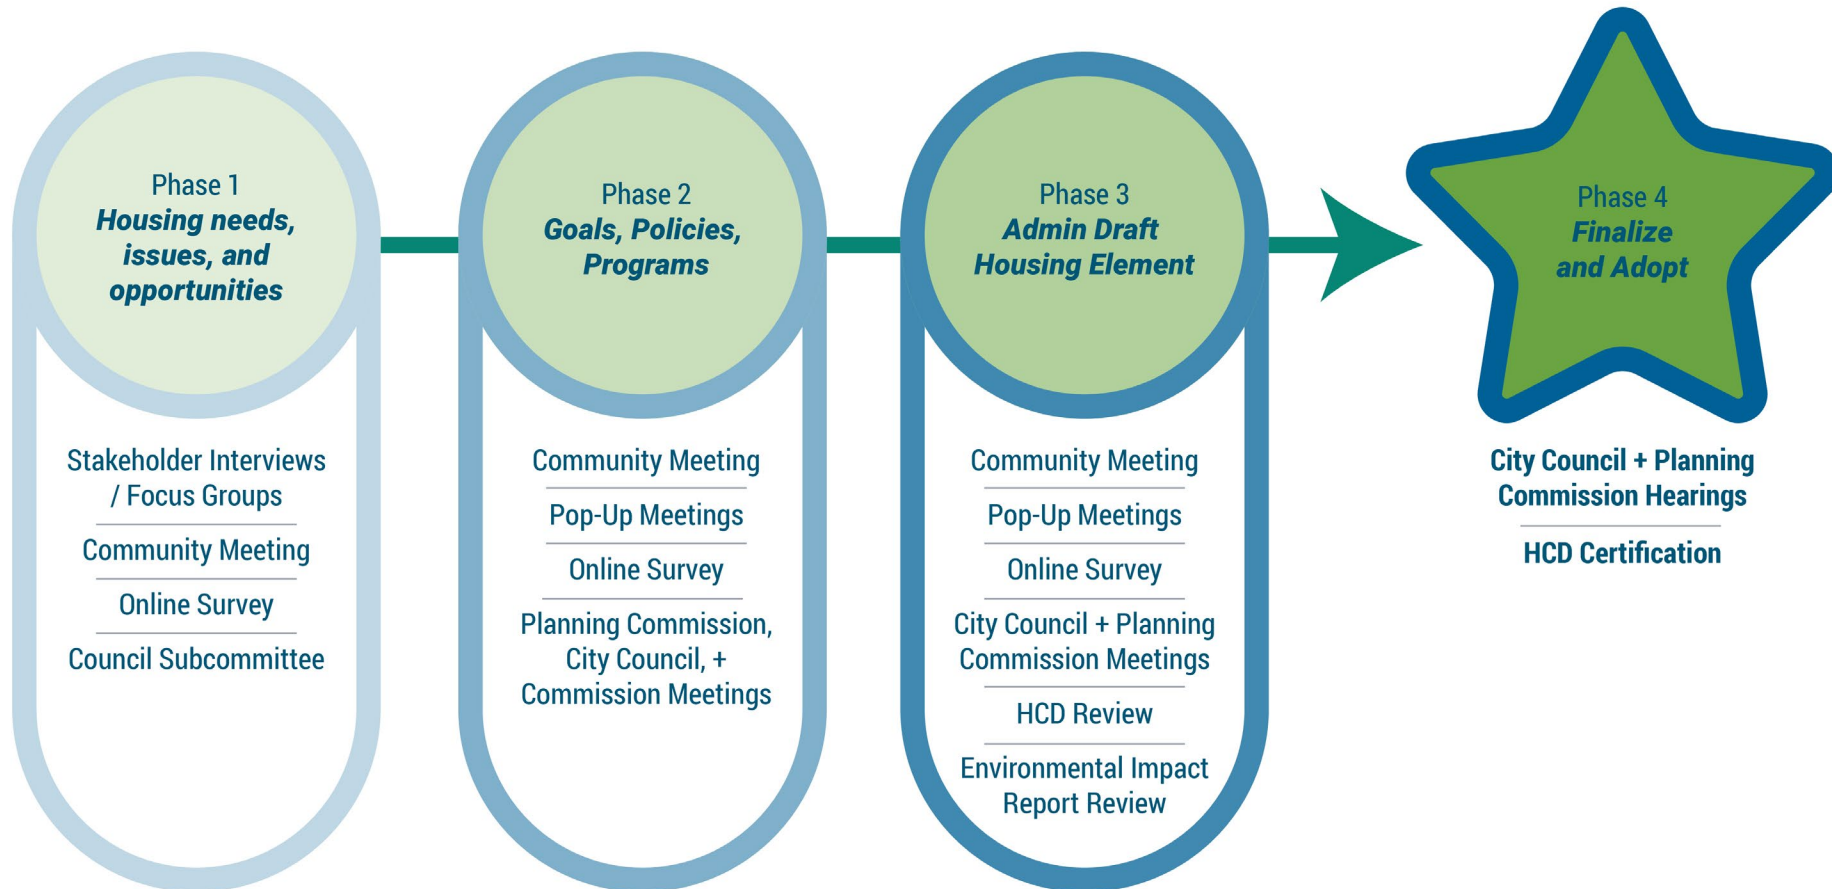 Phase 1
Housing needs,
issues, and
opportunities
Stakeholder Interviews
/ Focus Groups
Community Meeting
Online Survey
Council Subcommittee
Phase 2
Goals, Policies,
Programs
Community Meeting
Pop-Up Meetings
Online Survey
Planning Commission,
City Council, +
Commission Meetings
Phase 3
Admin Draft
Housing Element
Community Meeting
Pop-Up Meetings
Online Survey
City Council + Planning
Commission Meetings
HCD Review
Environmental Impact
Report Review
Phase 4
Finalize
and Adopt
City Council + Planning
Commission Hearings
HCD Certification